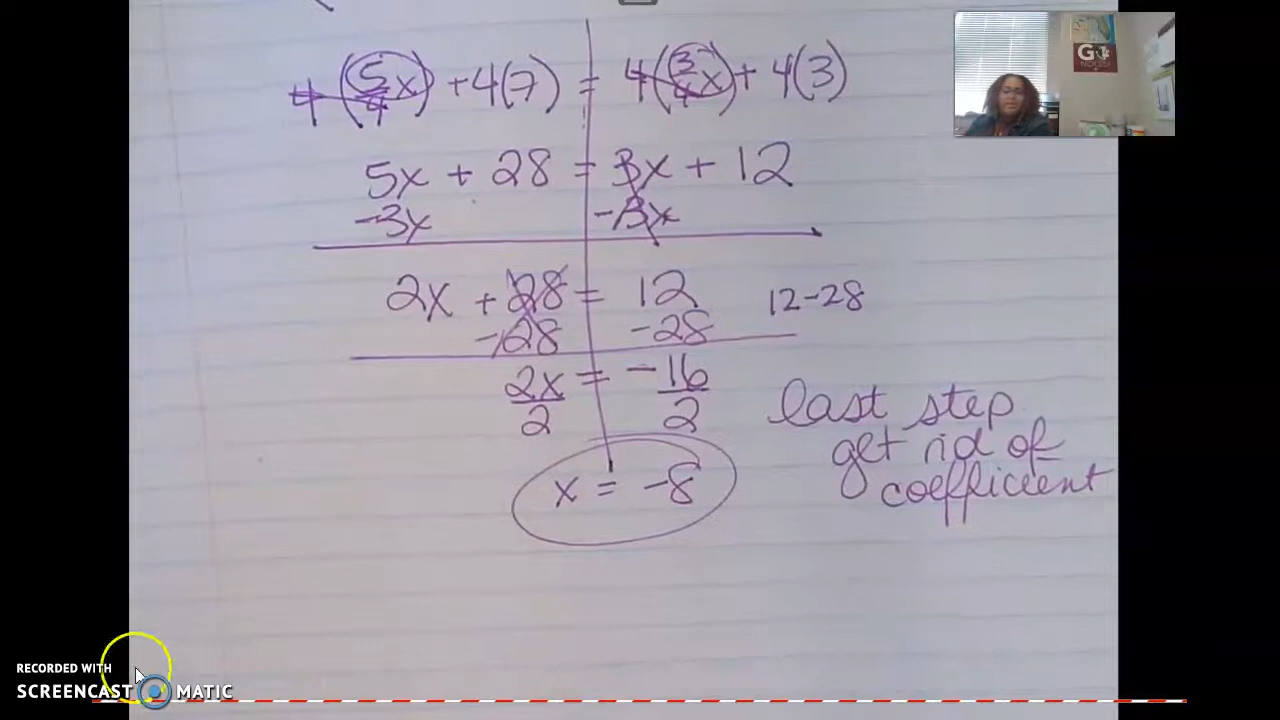 4(5/4x) + 4(7) = 4(3/4x) + 4(3)
5x + 28 = 3x + 12
-3x -3x
2x + 28 = 12 12-28
-28 -28
2x/2 = -16/2
x = -8
last step
get rid of
coefficient
GO
RECORDED WITH
SCREENCAST MATIC